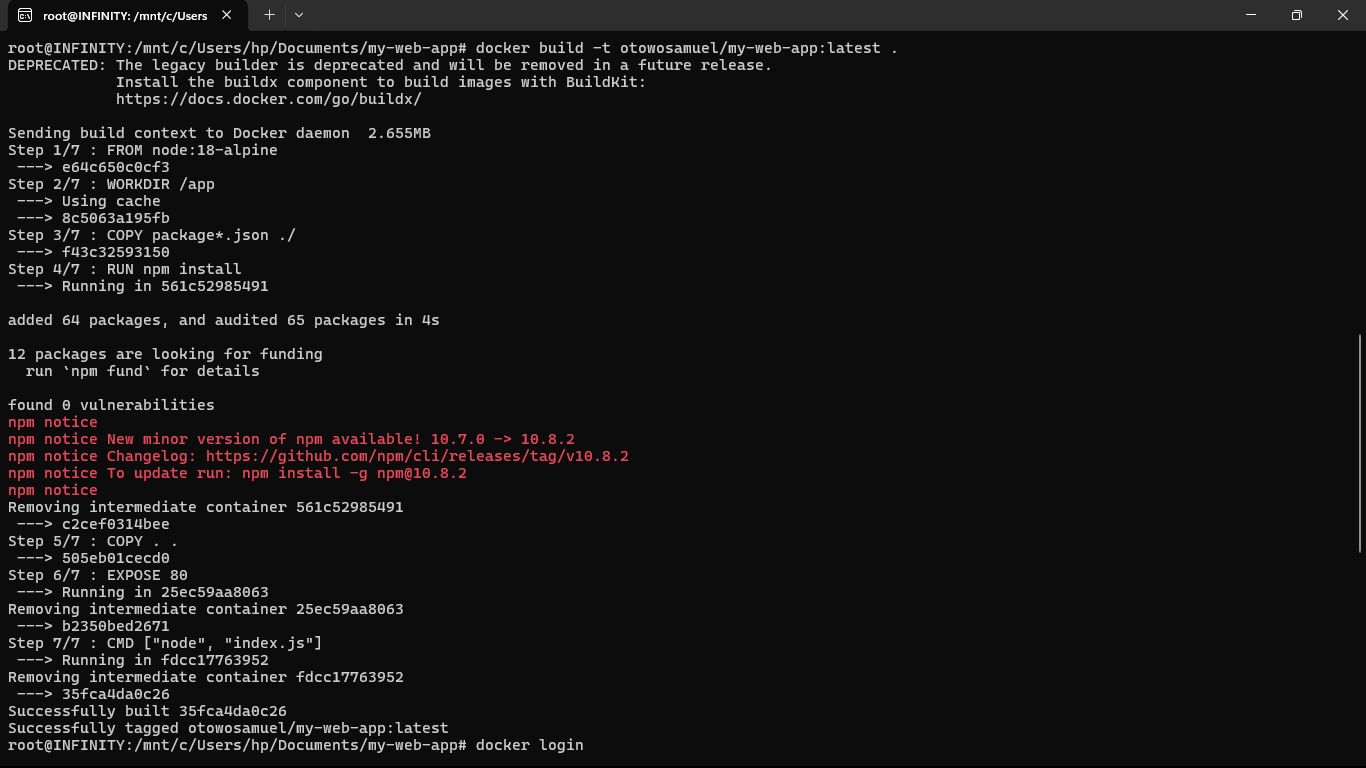 root@INFINITY: /mnt/c/Users
root@INFINITY:/mnt/c/Users/hp/Documents/my-web-app# docker build -t otowosamuel/my-web-app:latest .
DEPRECATED: The legacy builder is deprecated and will be removed in a future release.
            Install the buildx component to build images with BuildKit:
            https://docs.docker.com/go/buildx/

Sending build context to Docker daemon  2.655MB
Step 1/7 : FROM node:18-alpine
 ---> e64c650c0cf3
Step 2/7 : WORKDIR /app
 ---> Using cache
 ---> 8c5063a195fb
Step 3/7 : COPY package*.json ./
 ---> f43c32593150
Step 4/7 : RUN npm install
 ---> Running in 561c52985491

added 64 packages, and audited 65 packages in 4s

12 packages are looking for funding
  run `npm fund` for details

found 0 vulnerabilities
npm notice
npm notice New minor version of npm available! 10.7.0 -> 10.8.2
npm notice Changelog: https://github.com/npm/cli/releases/tag/v10.8.2
npm notice To update run: npm install -g npm@10.8.2
npm notice
Removing intermediate container 561c52985491
 ---> c2cef0314bee
Step 5/7 : COPY . .
 ---> 505eb01cecd0
Step 6/7 : EXPOSE 80
 ---> Running in 25ec59aa8063
Removing intermediate container 25ec59aa8063
 ---> b2350bed2671
Step 7/7 : CMD ["node", "index.js"]
 ---> Running in fdcc17763952
Removing intermediate container fdcc17763952
 ---> 35fca4da0c26
Successfully built 35fca4da0c26
Successfully tagged otowosamuel/my-web-app:latest
root@INFINITY:/mnt/c/Users/hp/Documents/my-web-app# docker login